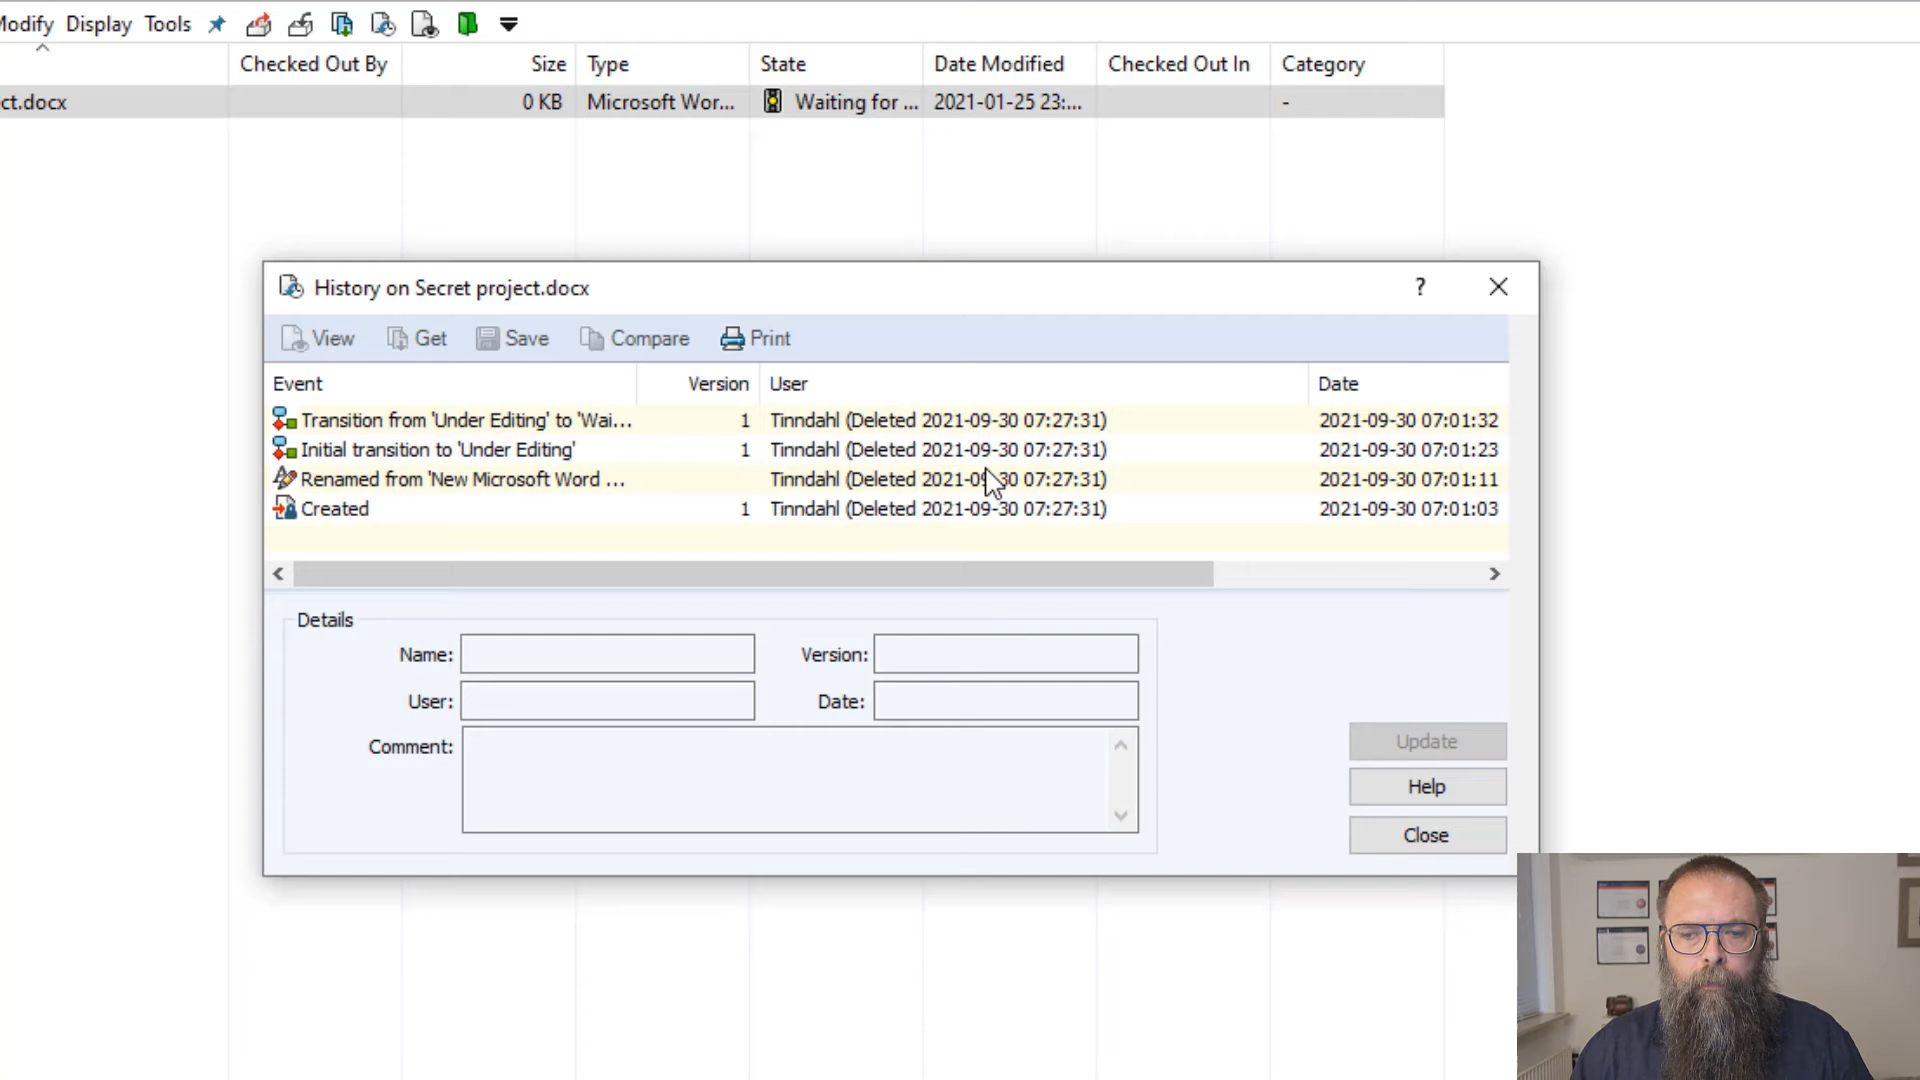 Modify Display Tools
Checked Out By Size Type State Date Modified Checked Out In Category
ct.docx 0 KB Microsoft Wor... Waiting for ... 2021-01-25 23:... -
History on Secret project.docx ?
View Get Save Compare Print
Event Version User Date
Transition from 'Under Editing' to 'Wai... 1 Tinndahl (Deleted 2021-09-30 07:27:31) 2021-09-30 07:01:32
Initial transition to 'Under Editing' 1 Tinndahl (Deleted 2021-09-30 07:27:31) 2021-09-30 07:01:23
Renamed from 'New Microsoft Word ... Tinndahl (Deleted 2021-09-30 07:27:31) 2021-09-30 07:01:11
Created 1 Tinndahl (Deleted 2021-09-30 07:27:31) 2021-09-30 07:01:03
Details
Name: Version:
User: Date:
Comment:
Update
Help
Close